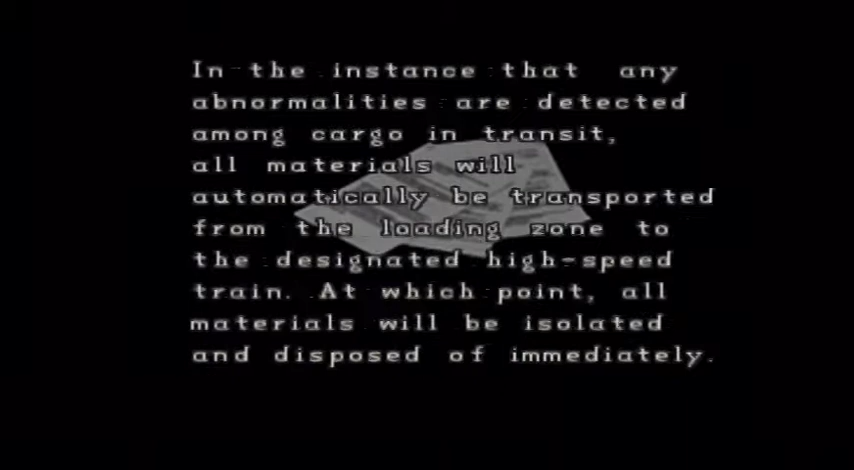 In the instance that any
abnormalities are detected
among cargo in transit,
all materials will
automatically be transported
from the loading zone to
the designated high-speed
train. At which point, all
materials will be isolated
and disposed of immediately.